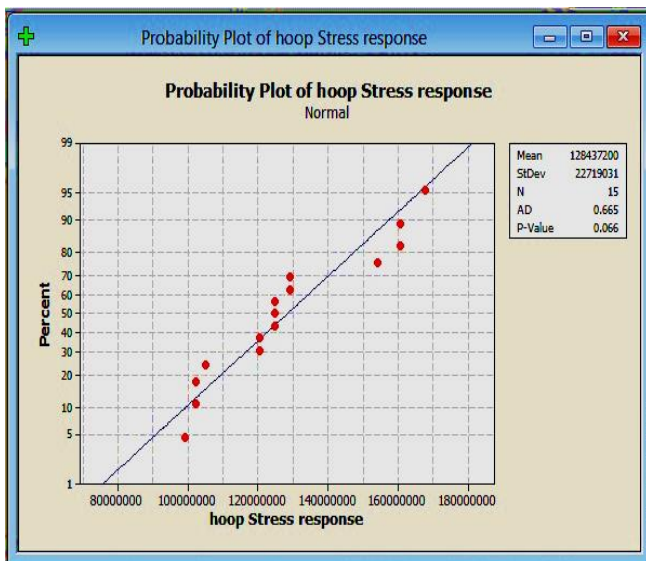 Probability Plot of hoop Stress response
Probability Plot of hoop Stress response
Normal
Mean 128437200
StDev 22719031
N 15
AD 0.665
P-Value 0.066
99
95
90
80
70
60
50
40
30
20
10
5
1
Percent
80000000 100000000 120000000 140000000 160000000 180000000
hoop Stress response